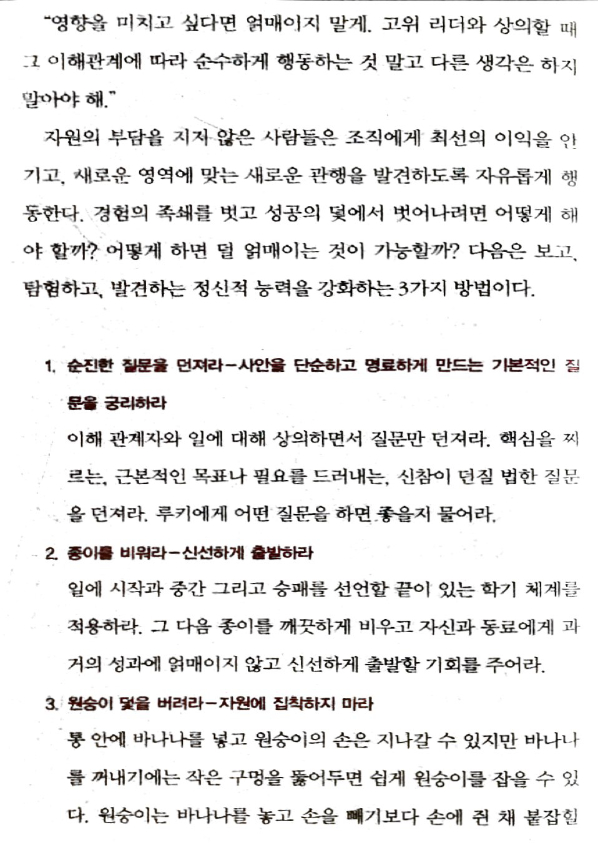 “영향을 미치고 싶다면 얽매이지 말게. 고위 리더와 상의할 때
그 이해관계에 따라 순수하게 행동하는 것 말고 다른 생각은 하지
말아야 해.”
자원의 부담을 지지 않은 사람들은 조직에게 최선의 이익을 안
기고, 새로운 영역에 맞는 새로운 관행을 발견하도록 자유롭게 행
동한다. 경험의 족쇄를 벗고 성공의 덫에서 벗어나려면 어떻게 해
야 할까? 어떻게 하면 덜 얽매이는 것이 가능할까? 다음은 보고,
탐험하고, 발견하는 정신적 능력을 강화하는 3가지 방법이다.
1. 순진한 질문을 던져라-사안을 단순하고 명료하게 만드는 기본적인 질
문을 궁리하라
이해 관계자와 일에 대해 상의하면서 질문만 던져라. 핵심을 찌
르는, 근본적인 목표나 필요를 드러내는, 신참이 던질 법한 질문
을 던져라. 루키에게 어떤 질문을 하면 좋을지 물어라.
2. 종이를 비워라-신선하게 출발하라
일에 시작과 중간 그리고 승패를 선언할 끝이 있는 학기 체계를
적용하라. 그 다음 종이를 깨끗하게 비우고 자신과 동료에게 과
거의 성과에 얽매이지 않고 신선하게 출발할 기회를 주어라.
3. 원숭이 덫을 버려라-자원에 집착하지 마라
통 안에 바나나를 넣고 원숭이의 손은 지나갈 수 있지만 바나나
를 꺼내기에는 작은 구멍을 뚫어두면 쉽게 원숭이를 잡을 수 있
다. 원숭이는 바나나를 놓고 손을 빼기보다 손에 쥔 채 붙잡힐